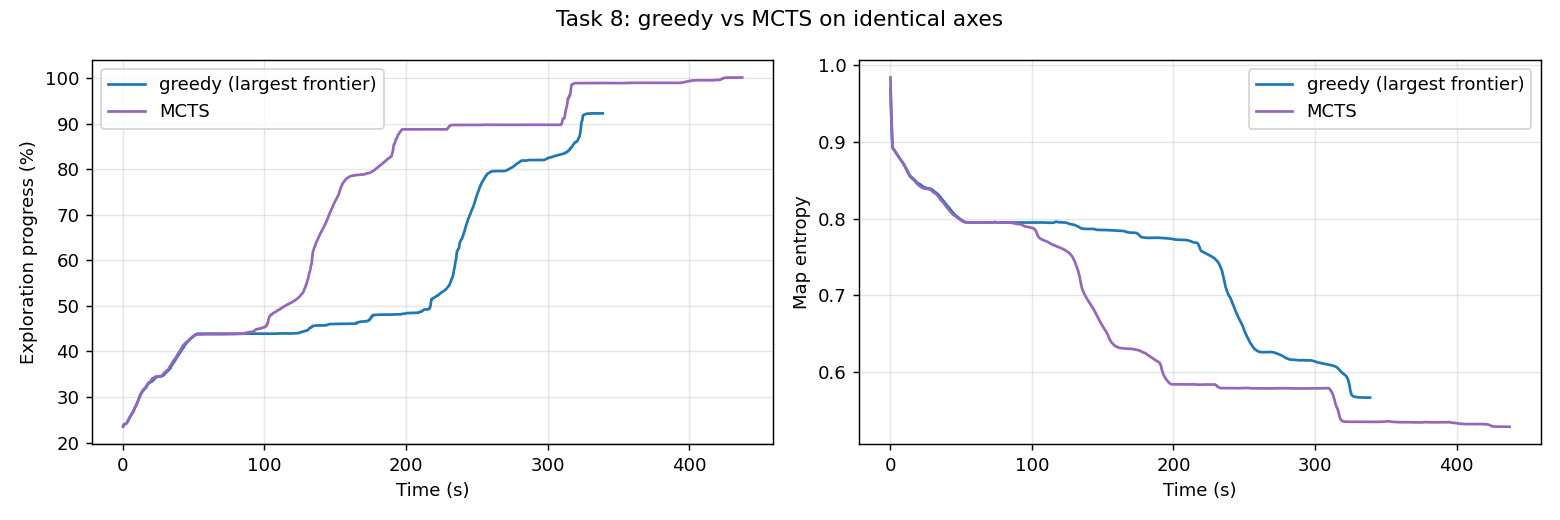 Task 8: greedy vs MCTS on identical axes
greedy (largest frontier)
MCTS
Exploration progress (%)
100
90
80
70
60
50
40
30
20
0
100
200
300
400
Time (s)
greedy (largest frontier)
MCTS
Map entropy
1.0
0.9
0.8
0.7
0.6
0
100
200
300
400
Time (s)